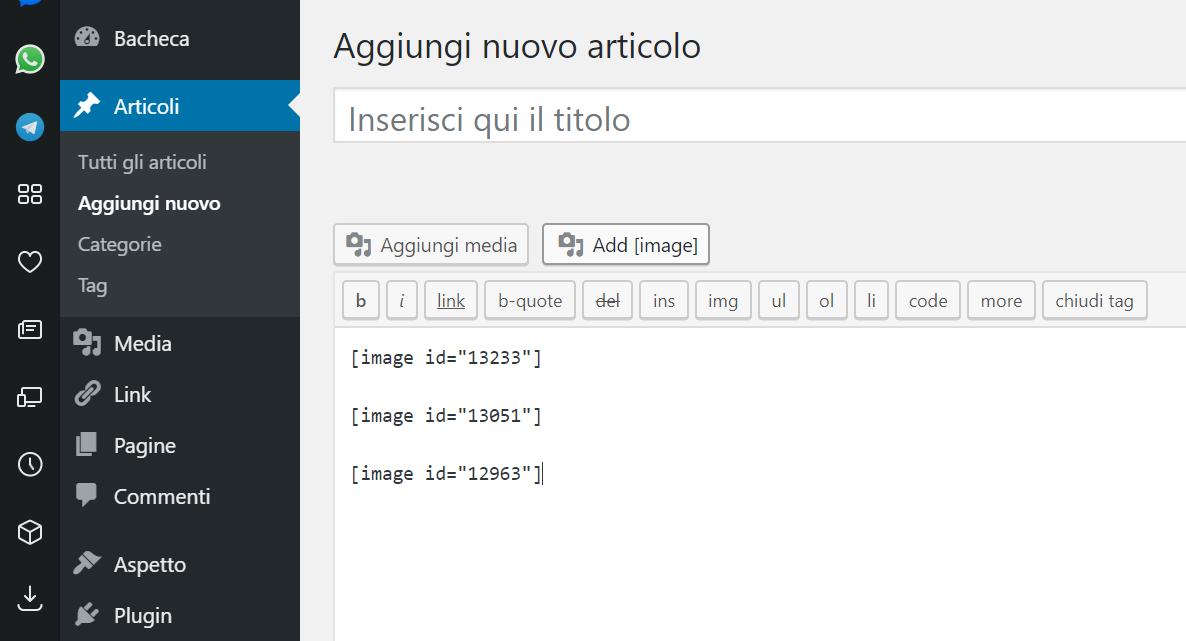 Bacheca
Articoli
Tutti gli articoli
Aggiungi nuovo
Categorie
Tag
Media
Link
Pagine
Commenti
Aspetto
Plugin
Aggiungi nuovo articolo
Inserisci qui il titolo
Aggiungi media Add [image]
b i link b-quote del ins img ul ol li code more chiudi tag
[image id="13233"]
[image id="13051"]
[image id="12963"]